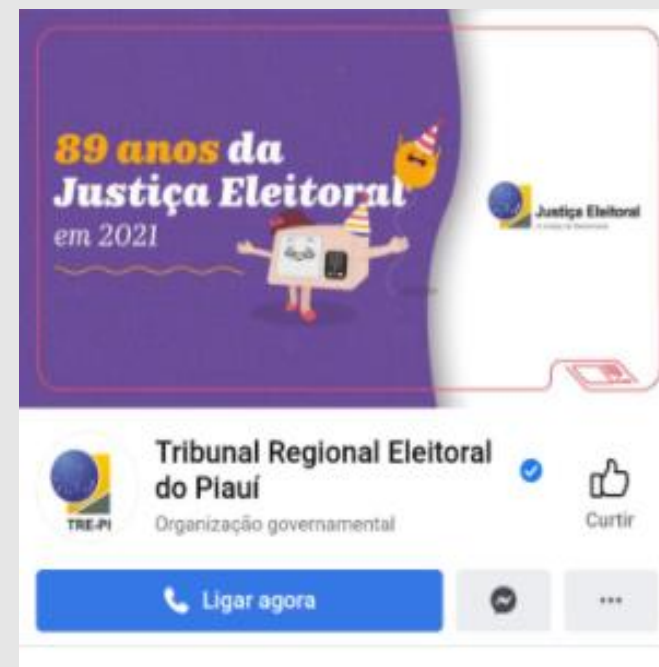 89 anos da
Justiça Eleitoral
em 2021
Justiça Eleitoral
Tribunal Regional Eleitoral
do Piauí
TRE-PI
Organização governamental
Curtir
Ligar agora